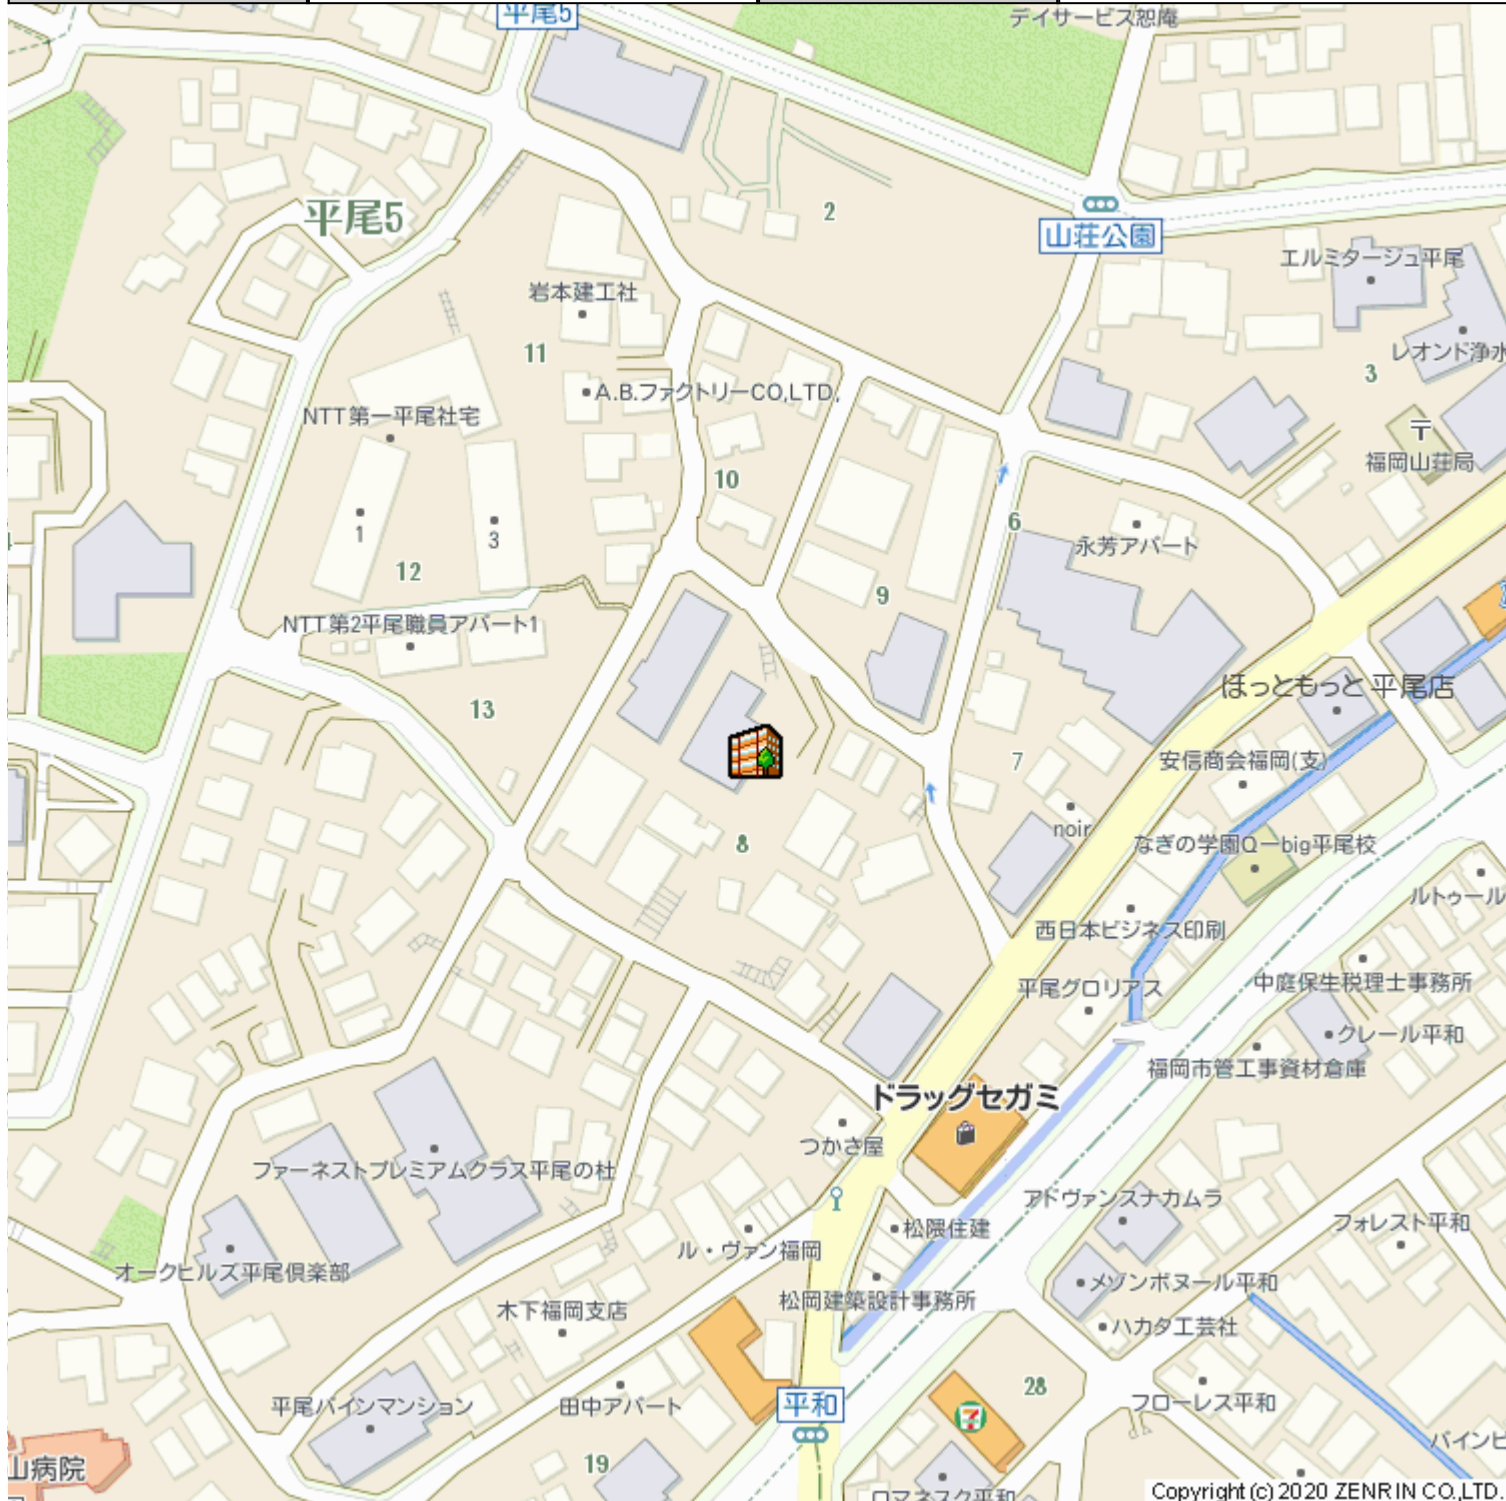 平尾5
デイサービス恕庵
平尾5
2
山荘公園
エルミタージュ平尾
岩本建工社
11
レオンド浄水
3
A.B.ファクトリーCO,LTD,
NTT第一平尾社宅
〒
福岡山荘局
10
6
1
3
永芳アパート
12
9
NTT第2平尾職員アパート1
ほっともっと 平尾店
13
7
安信商会福岡(支)
noir
8
なぎの学園Q−big平尾校
ルトゥール
西日本ビジネス印刷
中庭保生税理士事務所
平尾グロリアス
クレール平和
福岡市管工事資材倉庫
ドラッグセガミ
つかさ屋
ファーネストプレミアムクラス平尾の杜
アドヴァンスナカムラ
フォレスト平和
松隈住建
ル・ヴァン福岡
オークヒルズ平尾倶楽部
メゾンボヌール平和
松岡建築設計事務所
木下福岡支店
ハカタ工芸社
28
平和
フローレス平和
平尾パインマンション
田中アパート
7
パインビ
山病院
19
ロマネスク平和
Copyright (c) 2020 ZENRIN CO.,LTD.